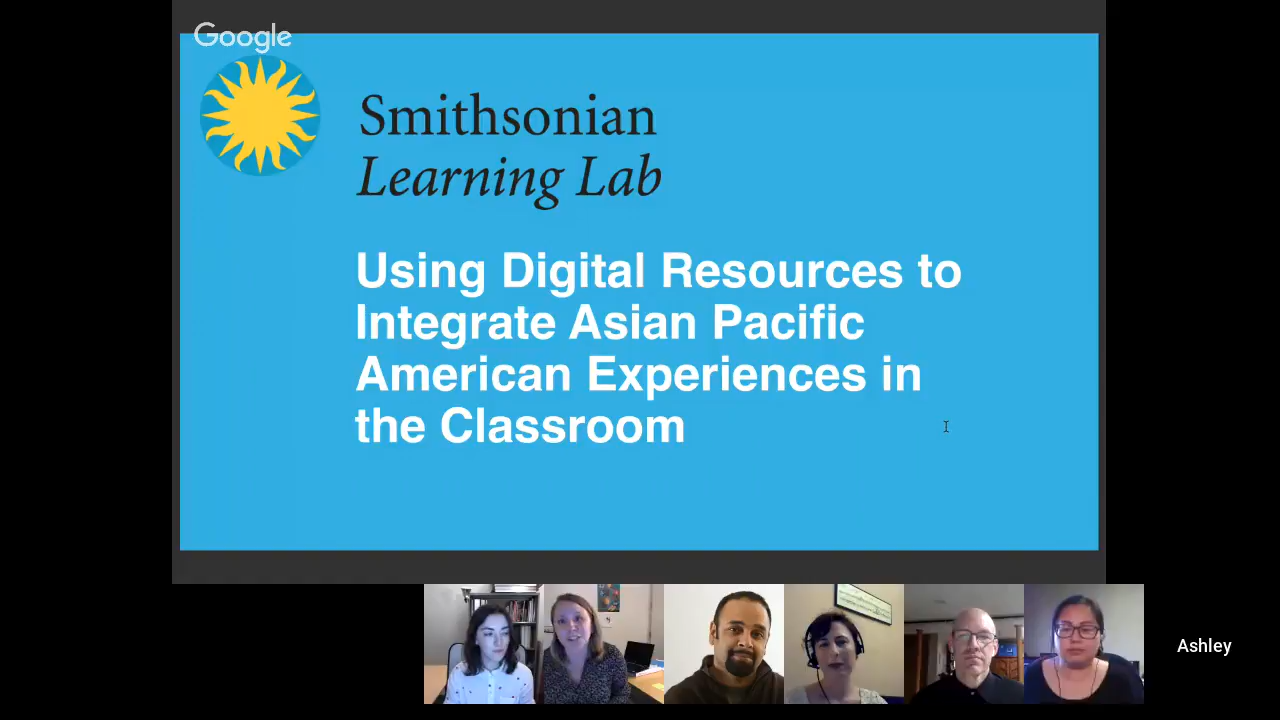 Google
Smithsonian
Learning Lab
Using Digital Resources to
Integrate Asian Pacific
American Experiences in
the Classroom
Ashley